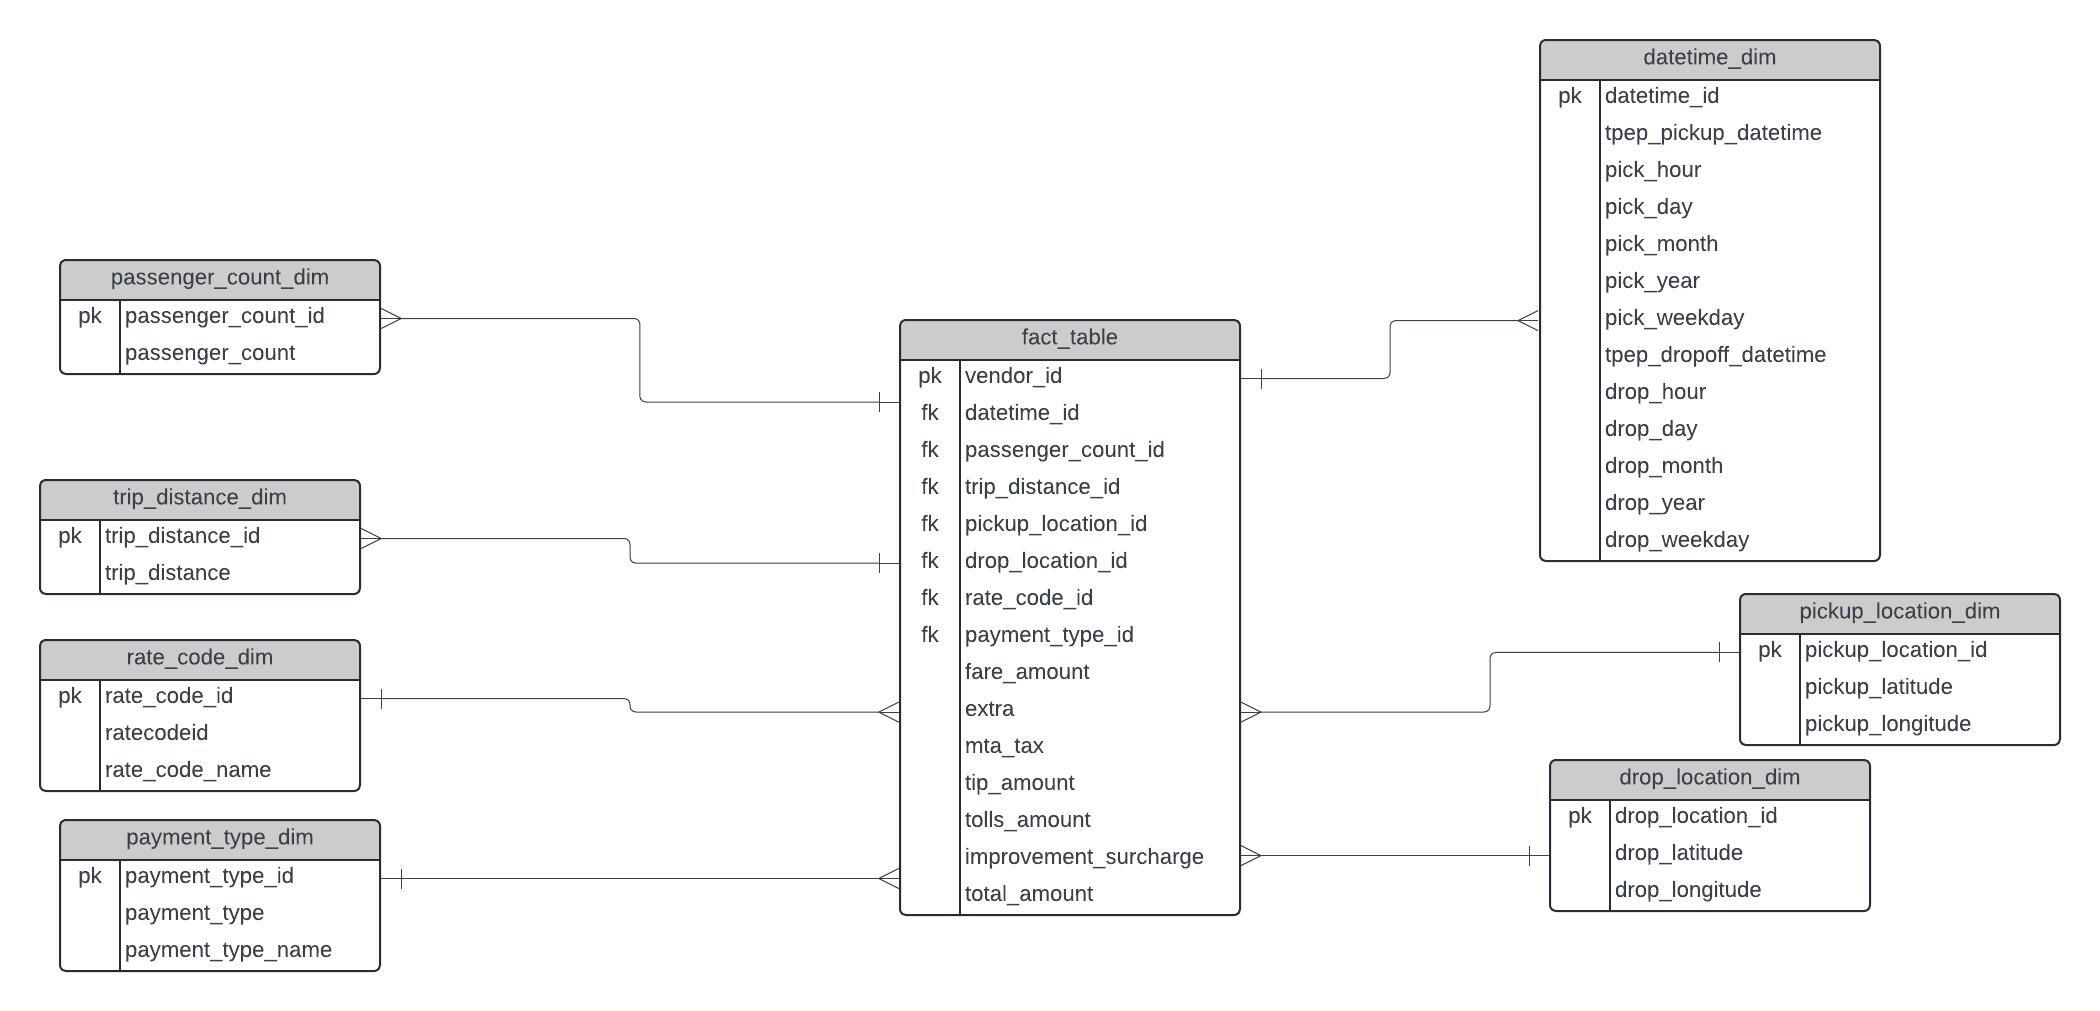 datetime_dim
pk datetime_id
tpep_pickup_datetime
pick_hour
pick_day
pick_month
pick_year
pick_weekday
tpep_dropoff_datetime
drop_hour
drop_day
drop_month
drop_year
drop_weekday
passenger_count_dim
pk passenger_count_id
passenger_count
fact_table
pk vendor_id
fk datetime_id
fk passenger_count_id
fk trip_distance_id
fk pickup_location_id
fk drop_location_id
fk rate_code_id
fk payment_type_id
fare_amount
extra
mta_tax
tip_amount
tolls_amount
improvement_surcharge
total_amount
trip_distance_dim
pk trip_distance_id
trip_distance
pickup_location_dim
pk pickup_location_id
pickup_latitude
pickup_longitude
rate_code_dim
pk rate_code_id
ratecodeid
rate_code_name
drop_location_dim
pk drop_location_id
drop_latitude
drop_longitude
payment_type_dim
pk payment_type_id
payment_type
payment_type_name